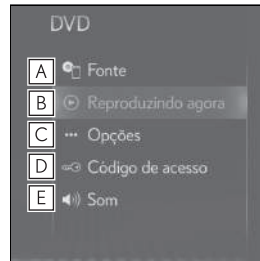 DVD
A Fonte
B Reproduzindo agora
C Opções
D Código de acesso
E Som